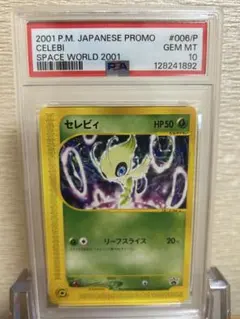 2001 P.M. JAPANESE PROMO #006/P
CELEBI GEM MT
SPACE WORLD 2001 10
PSA 128241892
セレビィ HP50
リーフスライス 20